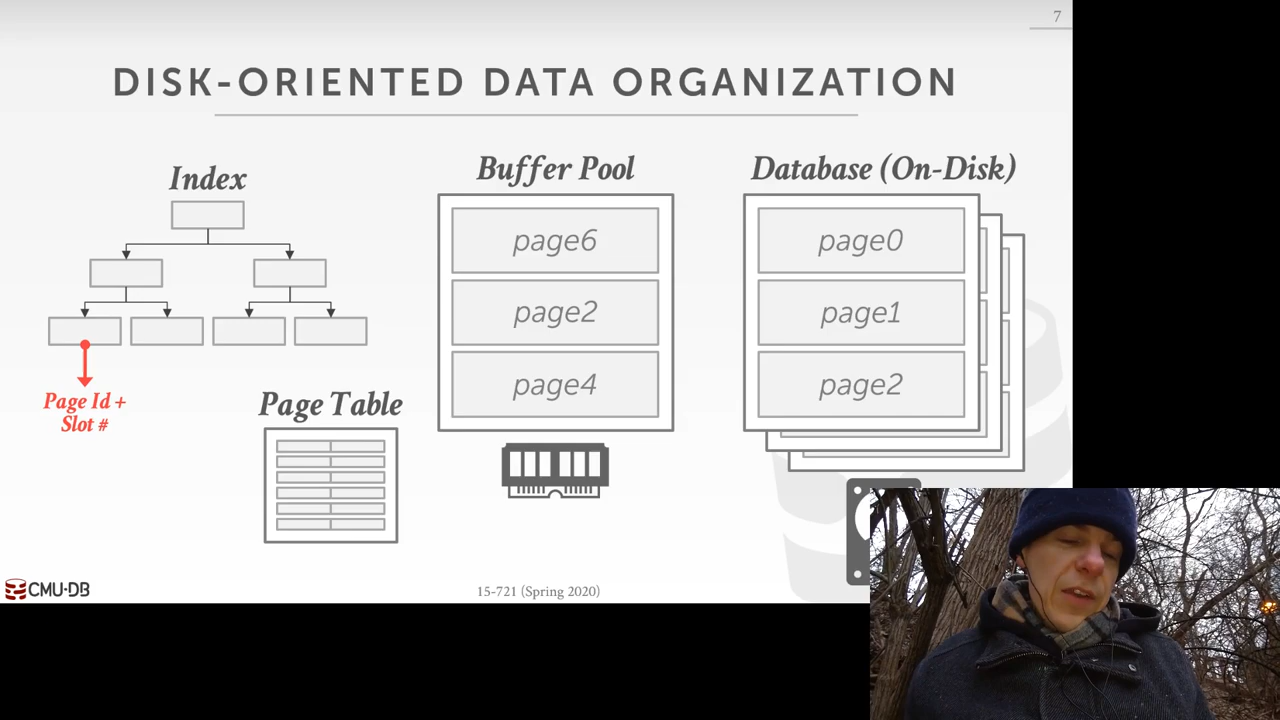 7
DISK-ORIENTED DATA ORGANIZATION
Index
Buffer Pool
Database (On-Disk)
page6
page0
page2
page1
page4
page2
Page Id +
Slot #
Page Table
CMU·DB
15-721 (Spring 2020)